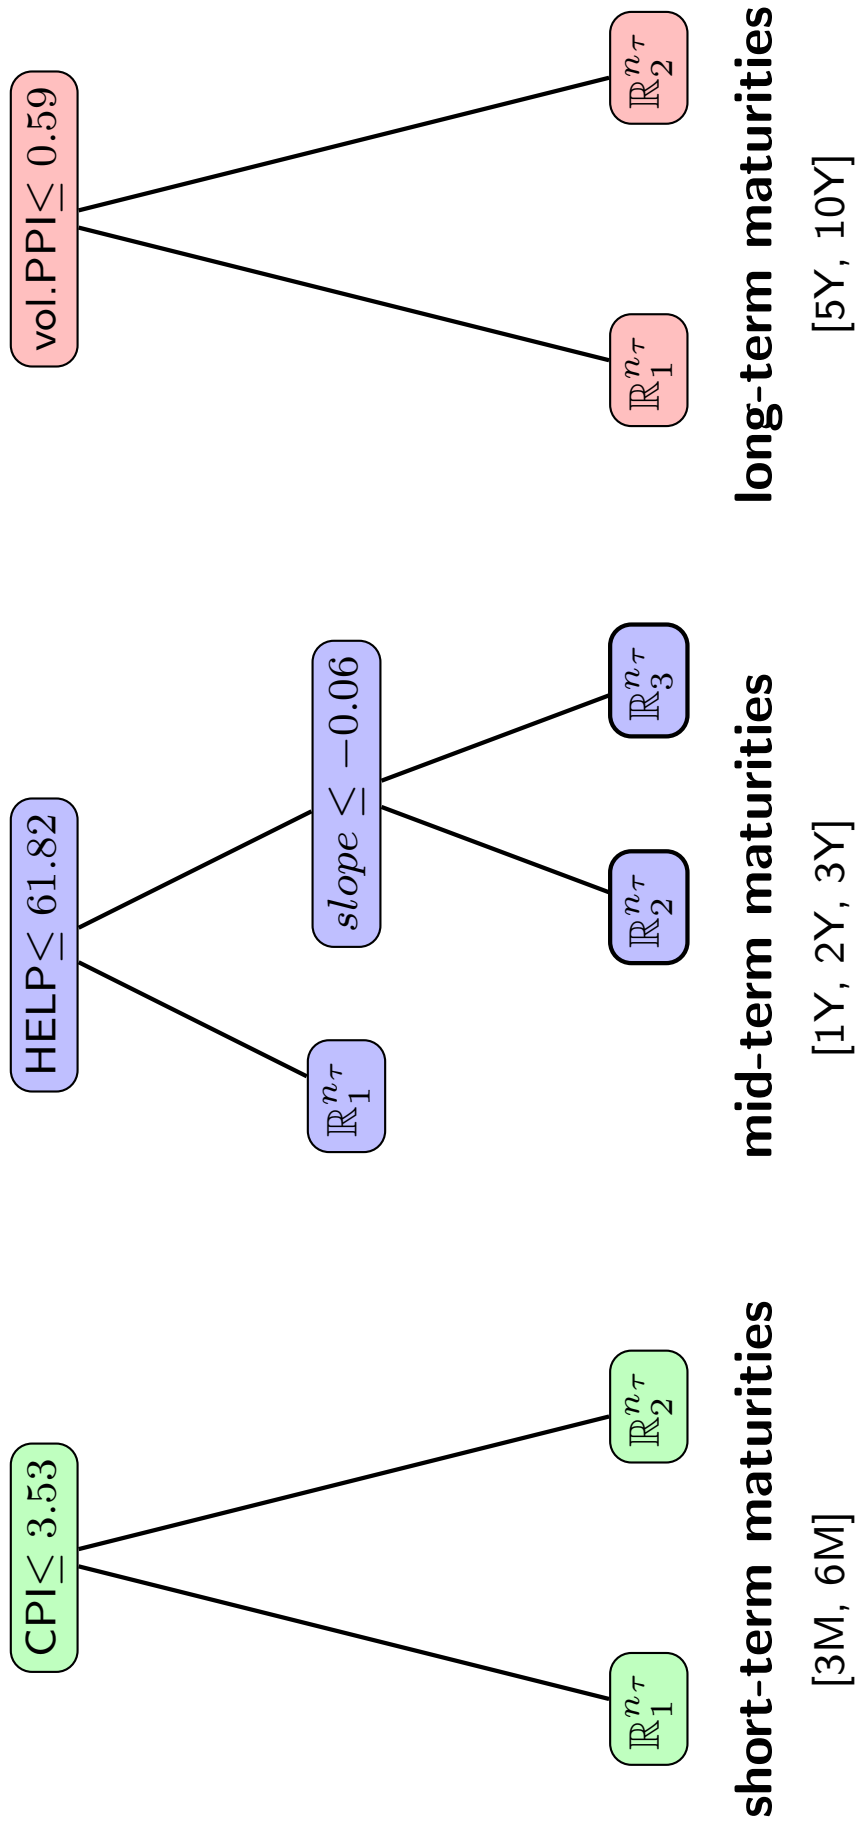 CPI≤ 3.53
ℝ₁^{n_τ}
ℝ₂^{n_τ}
short-term maturities
[3M, 6M]
HELP≤ 61.82
ℝ₁^{n_τ}
slope ≤ −0.06
ℝ₂^{n_τ}
ℝ₃^{n_τ}
mid-term maturities
[1Y, 2Y, 3Y]
vol.PPI≤ 0.59
ℝ₁^{n_τ}
ℝ₂^{n_τ}
long-term maturities
[5Y, 10Y]